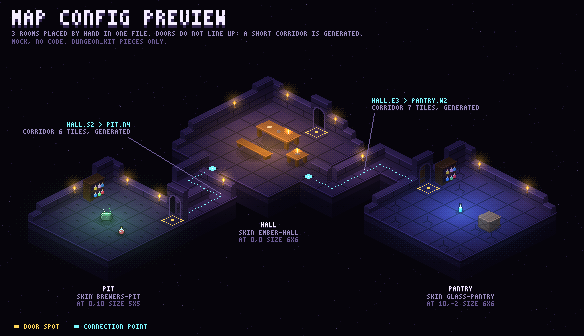 MAP CONFIG PREVIEW
3 ROOMS PLACED BY HAND IN ONE FILE. DOORS DO NOT LINE UP: A SHORT CORRIDOR IS GENERATED.
MOCK, NO CODE. DUNGEON_KIT PIECES ONLY.
HALL.E3 > PANTRY.W2
CORRIDOR 7 TILES, GENERATED
HALL.S2 > PIT.N4
CORRIDOR 6 TILES, GENERATED
HALL
SKIN EMBER-HALL
AT 0,0 SIZE 6X6
PIT
SKIN BREWERS-PIT
AT 0,10 SIZE 5X5
PANTRY
SKIN GLASS-PANTRY
AT 10,-2 SIZE 6X6
DOOR SPOT
CONNECTION POINT